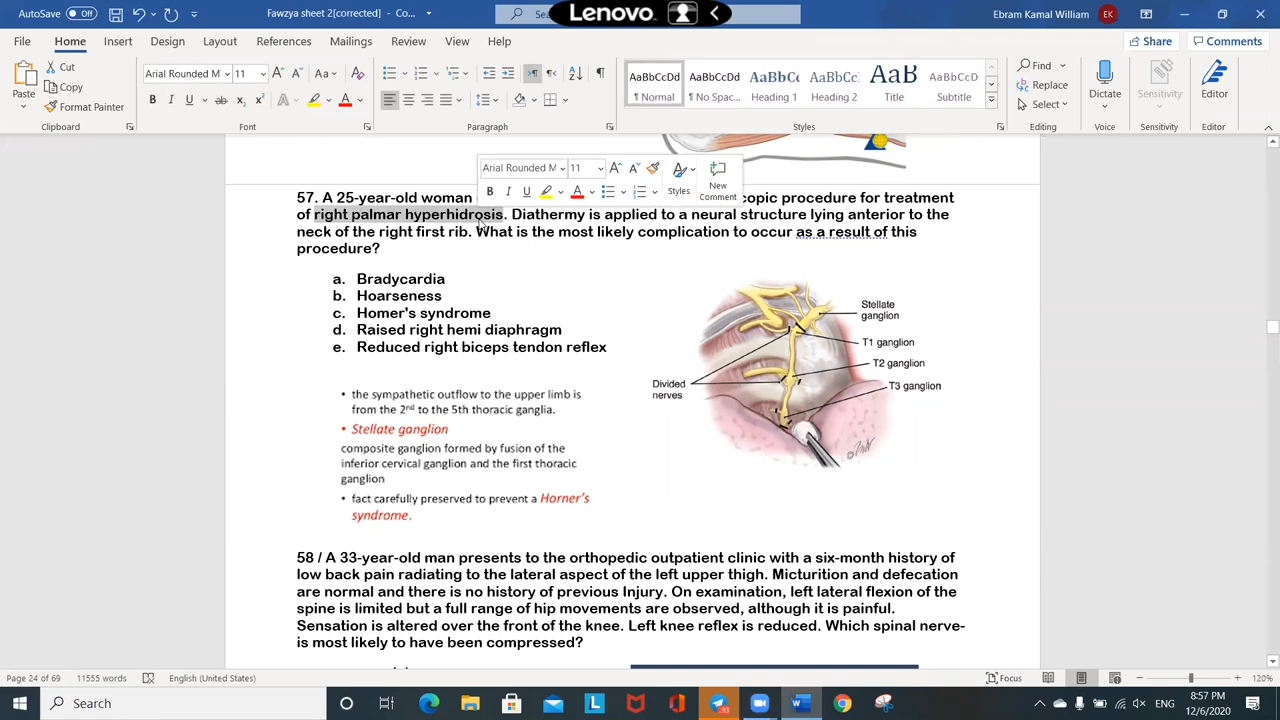 AutoSave Off
Fawzya sheet 2 ...
Search
Lenovo
Ebram Kamal William
EK
File Home Insert Design Layout References Mailings Review View Help
Share
Comments
Paste
Cut
Copy
Format Painter
Clipboard
Arial Rounded M 11
Font
Paragraph
AaBbCcDd AaBbCcDd AaBbCc AaBbCc AaB AaBbCcD
¶ Normal ¶ No Spac... Heading 1 Heading 2 Title Subtitle
Styles
Find
Replace
Select
Editing
Dictate
Voice
Sensitivity
Sensitivity
Editor
Editor
Arial Rounded M 11
Styles
New
Comment
57. A 25-year-old woman copic procedure for treatment
of right palmar hyperhidrosis. Diathermy is applied to a neural structure lying anterior to the
neck of the right first rib. What is the most likely complication to occur as a result of this
procedure?
a. Bradycardia
b. Hoarseness
c. Homer's syndrome
d. Raised right hemi diaphragm
e. Reduced right biceps tendon reflex
• the sympathetic outflow to the upper limb is
from the 2nd to the 5th thoracic ganglia.
• Stellate ganglion
composite ganglion formed by fusion of the
inferior cervical ganglion and the first thoracic
ganglion
• fact carefully preserved to prevent a Horner's
syndrome.
Stellate
ganglion
T1 ganglion
T2 ganglion
T3 ganglion
Divided
nerves
58 / A 33-year-old man presents to the orthopedic outpatient clinic with a six-month history of
low back pain radiating to the lateral aspect of the left upper thigh. Micturition and defecation
are normal and there is no history of previous Injury. On examination, left lateral flexion of the
spine is limited but a full range of hip movements are observed, although it is painful.
Sensation is altered over the front of the knee. Left knee reflex is reduced. Which spinal nerve-
is most likely to have been compressed?
Page 24 of 69 11555 words English (United States)
Focus
120%
Search
93
ENG
8:57 PM
12/6/2020